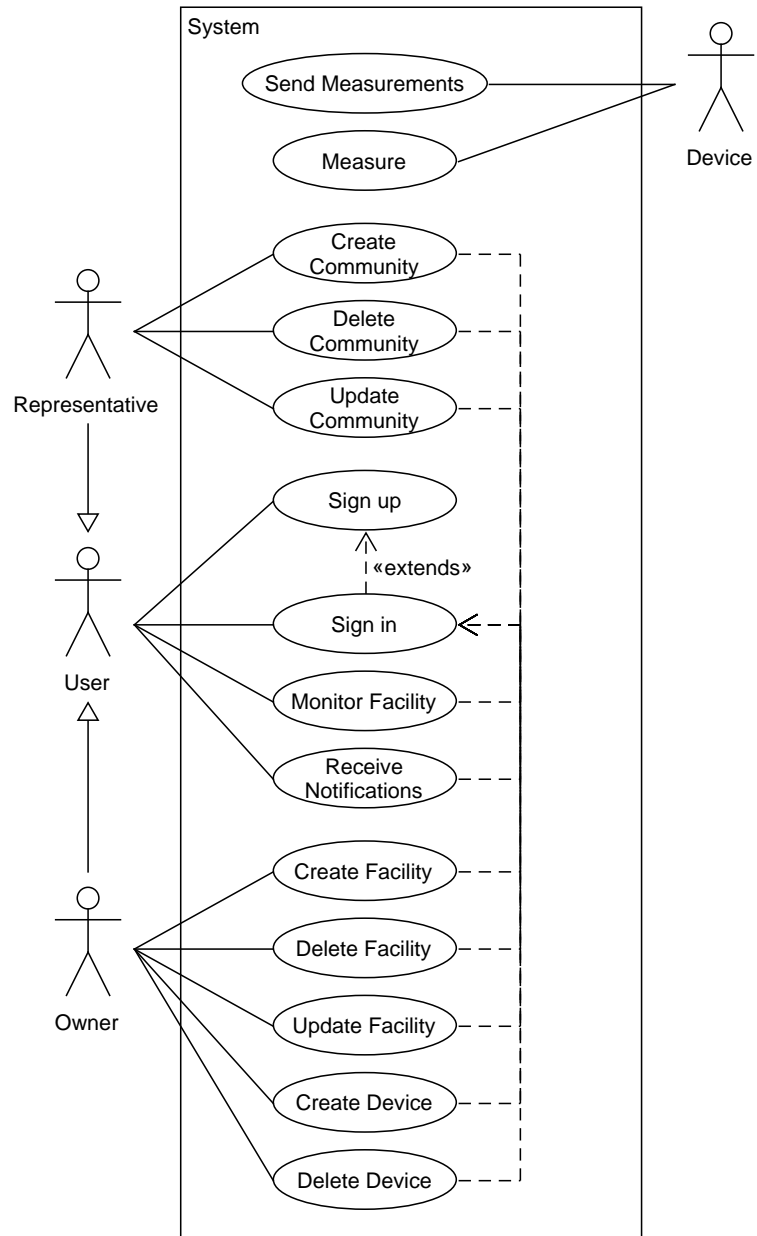 System
Send Measurements
Measure
Device
Create
Community
Delete
Community
Update
Community
Representative
Sign up
«extends»
Sign in
User
Monitor Facility
Receive
Notifications
Create Facility
Delete Facility
Owner
Update Facility
Create Device
Delete Device